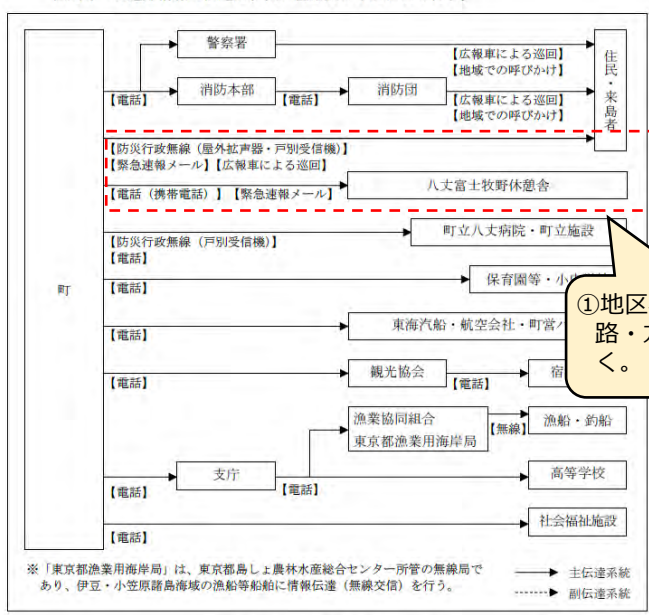 警察署
【広報車による巡回】
【地域での呼びかけ】
住民・来島者
【電話】
消防本部
【電話】
消防団
【広報車による巡回】
【地域での呼びかけ】
【防災行政無線（屋外拡声器・戸別受信機）】
【緊急速報メール】【広報車による巡回】
【電話（携帯電話）】【緊急速報メール】
八丈富士牧野休憩舎
【防災行政無線（戸別受信機）】
【電話】
町立八丈病院・町立施設
町
【電話】
保育園等・小
①地区
路・
く。
【電話】
東海汽船・航空会社・町営
【電話】
観光協会
【電話】
宿
漁業協同組合
東京都漁業用海岸局
【無線】
漁船・釣船
【電話】
支庁
【電話】
高等学校
【電話】
社会福祉施設
※「東京都漁業用海岸局」は、東京都島しょ農林水産総合センター所管の無線局で
あり、伊豆・小笠原諸島海域の漁船等船舶に情報伝達（無線交信）を行う。
主伝達系統
副伝達系統